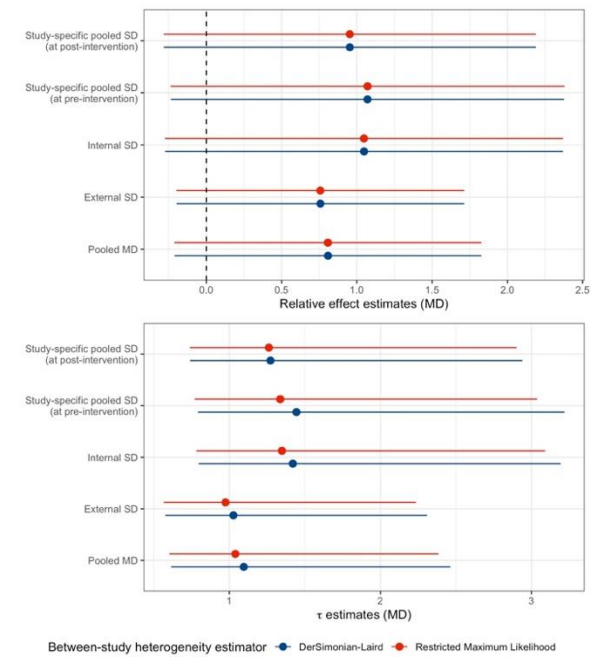 Study-specific pooled SD
(at post-intervention)
Study-specific pooled SD
(at pre-intervention)
Internal SD
External SD
Pooled MD
0.0 0.5 1.0 1.5 2.0 2.5
Relative effect estimates (MD)
Study-specific pooled SD
(at post-intervention)
Study-specific pooled SD
(at pre-intervention)
Internal SD
External SD
Pooled MD
1 2 3
τ estimates (MD)
Between-study heterogeneity estimator DerSimonian-Laird Restricted Maximum Likelihood